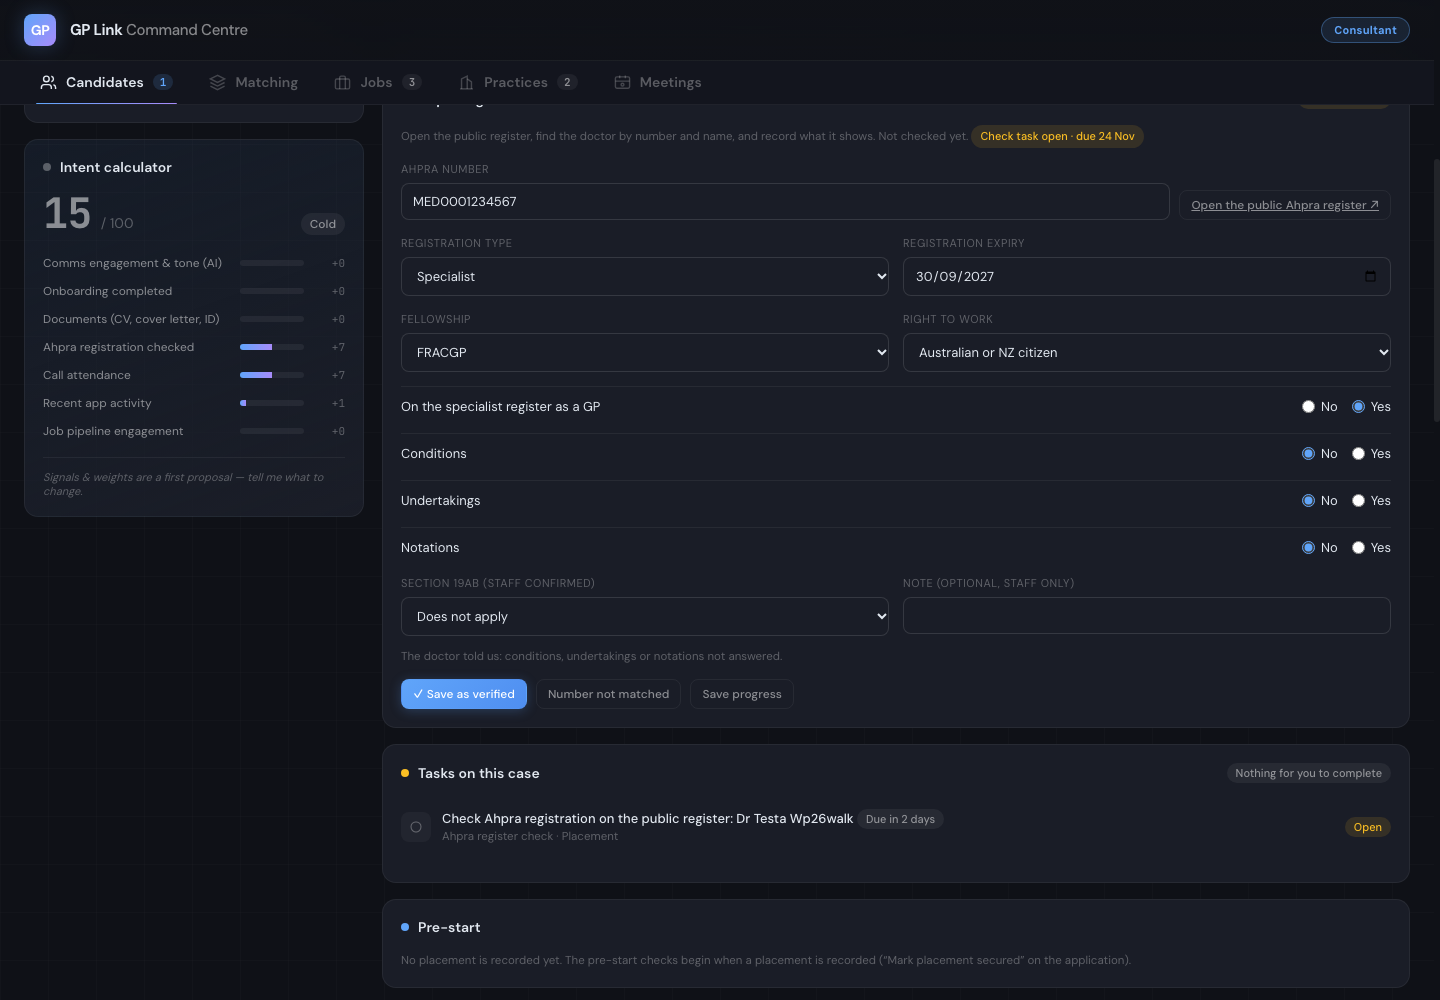 GP
GP Link Command Centre
Consultant
Candidates 1
Matching
Jobs 3
Practices 2
Meetings
Intent calculator
15 / 100
Cold
Comms engagement & tone (AI) +0
Onboarding completed +0
Documents (CV, cover letter, ID) +0
Ahpra registration checked +7
Call attendance +7
Recent app activity +1
Job pipeline engagement +0
Signals & weights are a first proposal — tell me what to
change.
Open the public register, find the doctor by number and name, and record what it shows. Not checked yet. Check task open · due 24 Nov
AHPRA NUMBER
MED0001234567
Open the public Ahpra register ↗
REGISTRATION TYPE
Specialist
REGISTRATION EXPIRY
30/09/2027
FELLOWSHIP
FRACGP
RIGHT TO WORK
Australian or NZ citizen
On the specialist register as a GP No Yes
Conditions No Yes
Undertakings No Yes
Notations No Yes
SECTION 19AB (STAFF CONFIRMED)
Does not apply
NOTE (OPTIONAL, STAFF ONLY)
The doctor told us: conditions, undertakings or notations not answered.
✓ Save as verified
Number not matched
Save progress
Tasks on this case
Nothing for you to complete
Check Ahpra registration on the public register: Dr Testa Wp26walk Due in 2 days
Ahpra register check · Placement
Open
Pre-start
No placement is recorded yet. The pre-start checks begin when a placement is recorded (“Mark placement secured” on the application).